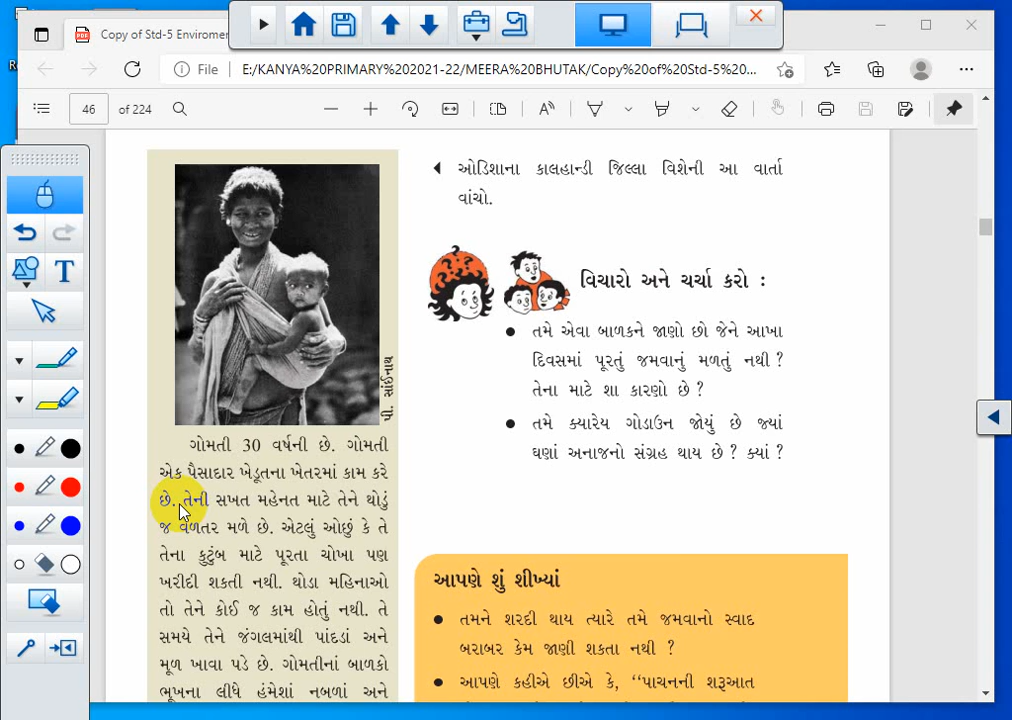 Copy of Std-5 Enviromen
File
E:/KANYA%20PRIMARY%202021-22/MEERA%20BHUTAK/Copy%20of%20Std-5%20...
46
of 224
T
ઓડિશાના કાલહાન્ડી જિલ્લા વિશેની આ વાર્તા
વાંચો.
વિચારો અને ચર્ચા કરો :
તમે એવા બાળકને જાણો છો જેને આખા
દિવસમાં પૂરતું જમવાનું મળતું નથી ?
તેના માટે શા કારણો છે ?
તમે ક્યારેય ગોડાઉન જોયું છે જ્યાં
ઘણાં અનાજનો સંગ્રહ થાય છે ? ક્યાં ?
પી. સાંઈનાથ
ગોમતી 30 વર્ષની છે. ગોમતી
એક પૈસાદાર ખેડૂતના ખેતરમાં કામ કરે
છે. તેની સખત મહેનત માટે તેને થોડું
જ વળતર મળે છે. એટલું ઓછું કે તે
તેના કુટુંબ માટે પૂરતા ચોખા પણ
ખરીદી શકતી નથી. થોડા મહિનાઓ
તો તેને કોઈ જ કામ હોતું નથી. તે
સમયે તેને જંગલમાંથી પાંદડાં અને
મૂળ ખાવા પડે છે. ગોમતીનાં બાળકો
ભૂખના લીધે હંમેશાં નબળાં અને
આપણે શું શીખ્યાં
તમને શરદી થાય ત્યારે તમે જમવાનો સ્વાદ
બરાબર કેમ જાણી શકતા નથી ?
આપણે કહીએ છીએ કે, “પાચનની શરૂઆત